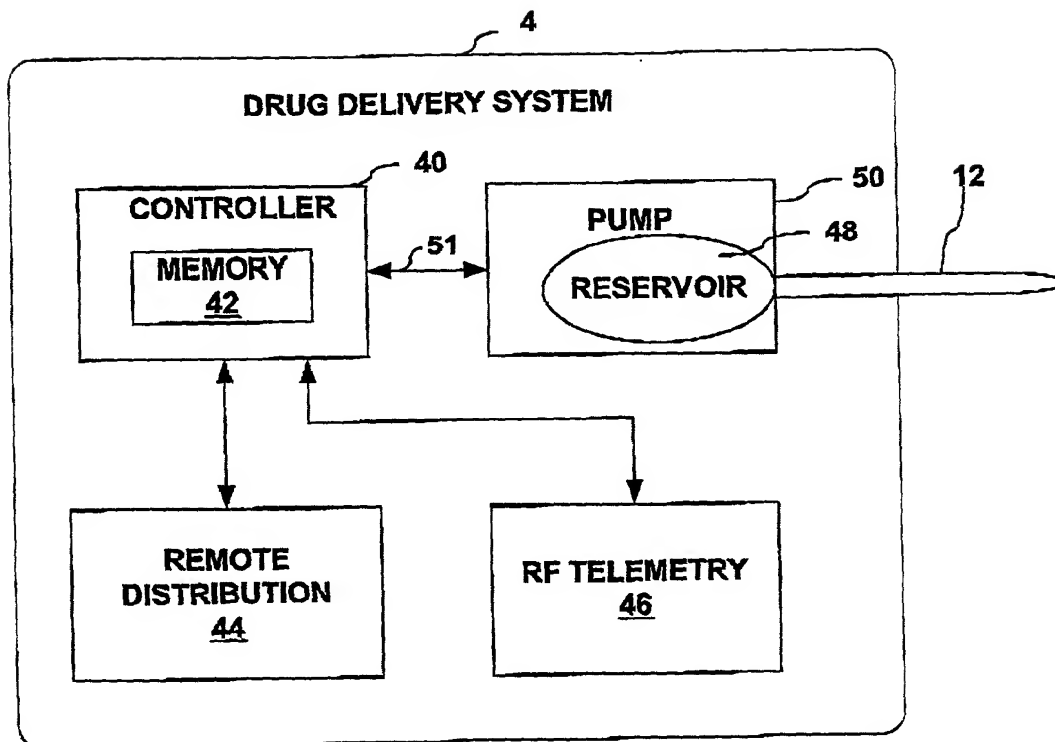 4
DRUG DELIVERY SYSTEM
40
CONTROLLER
MEMORY
42
51
50
PUMP
48
RESERVOIR
12
REMOTE
DISTRIBUTION
44
RF TELEMETRY
46